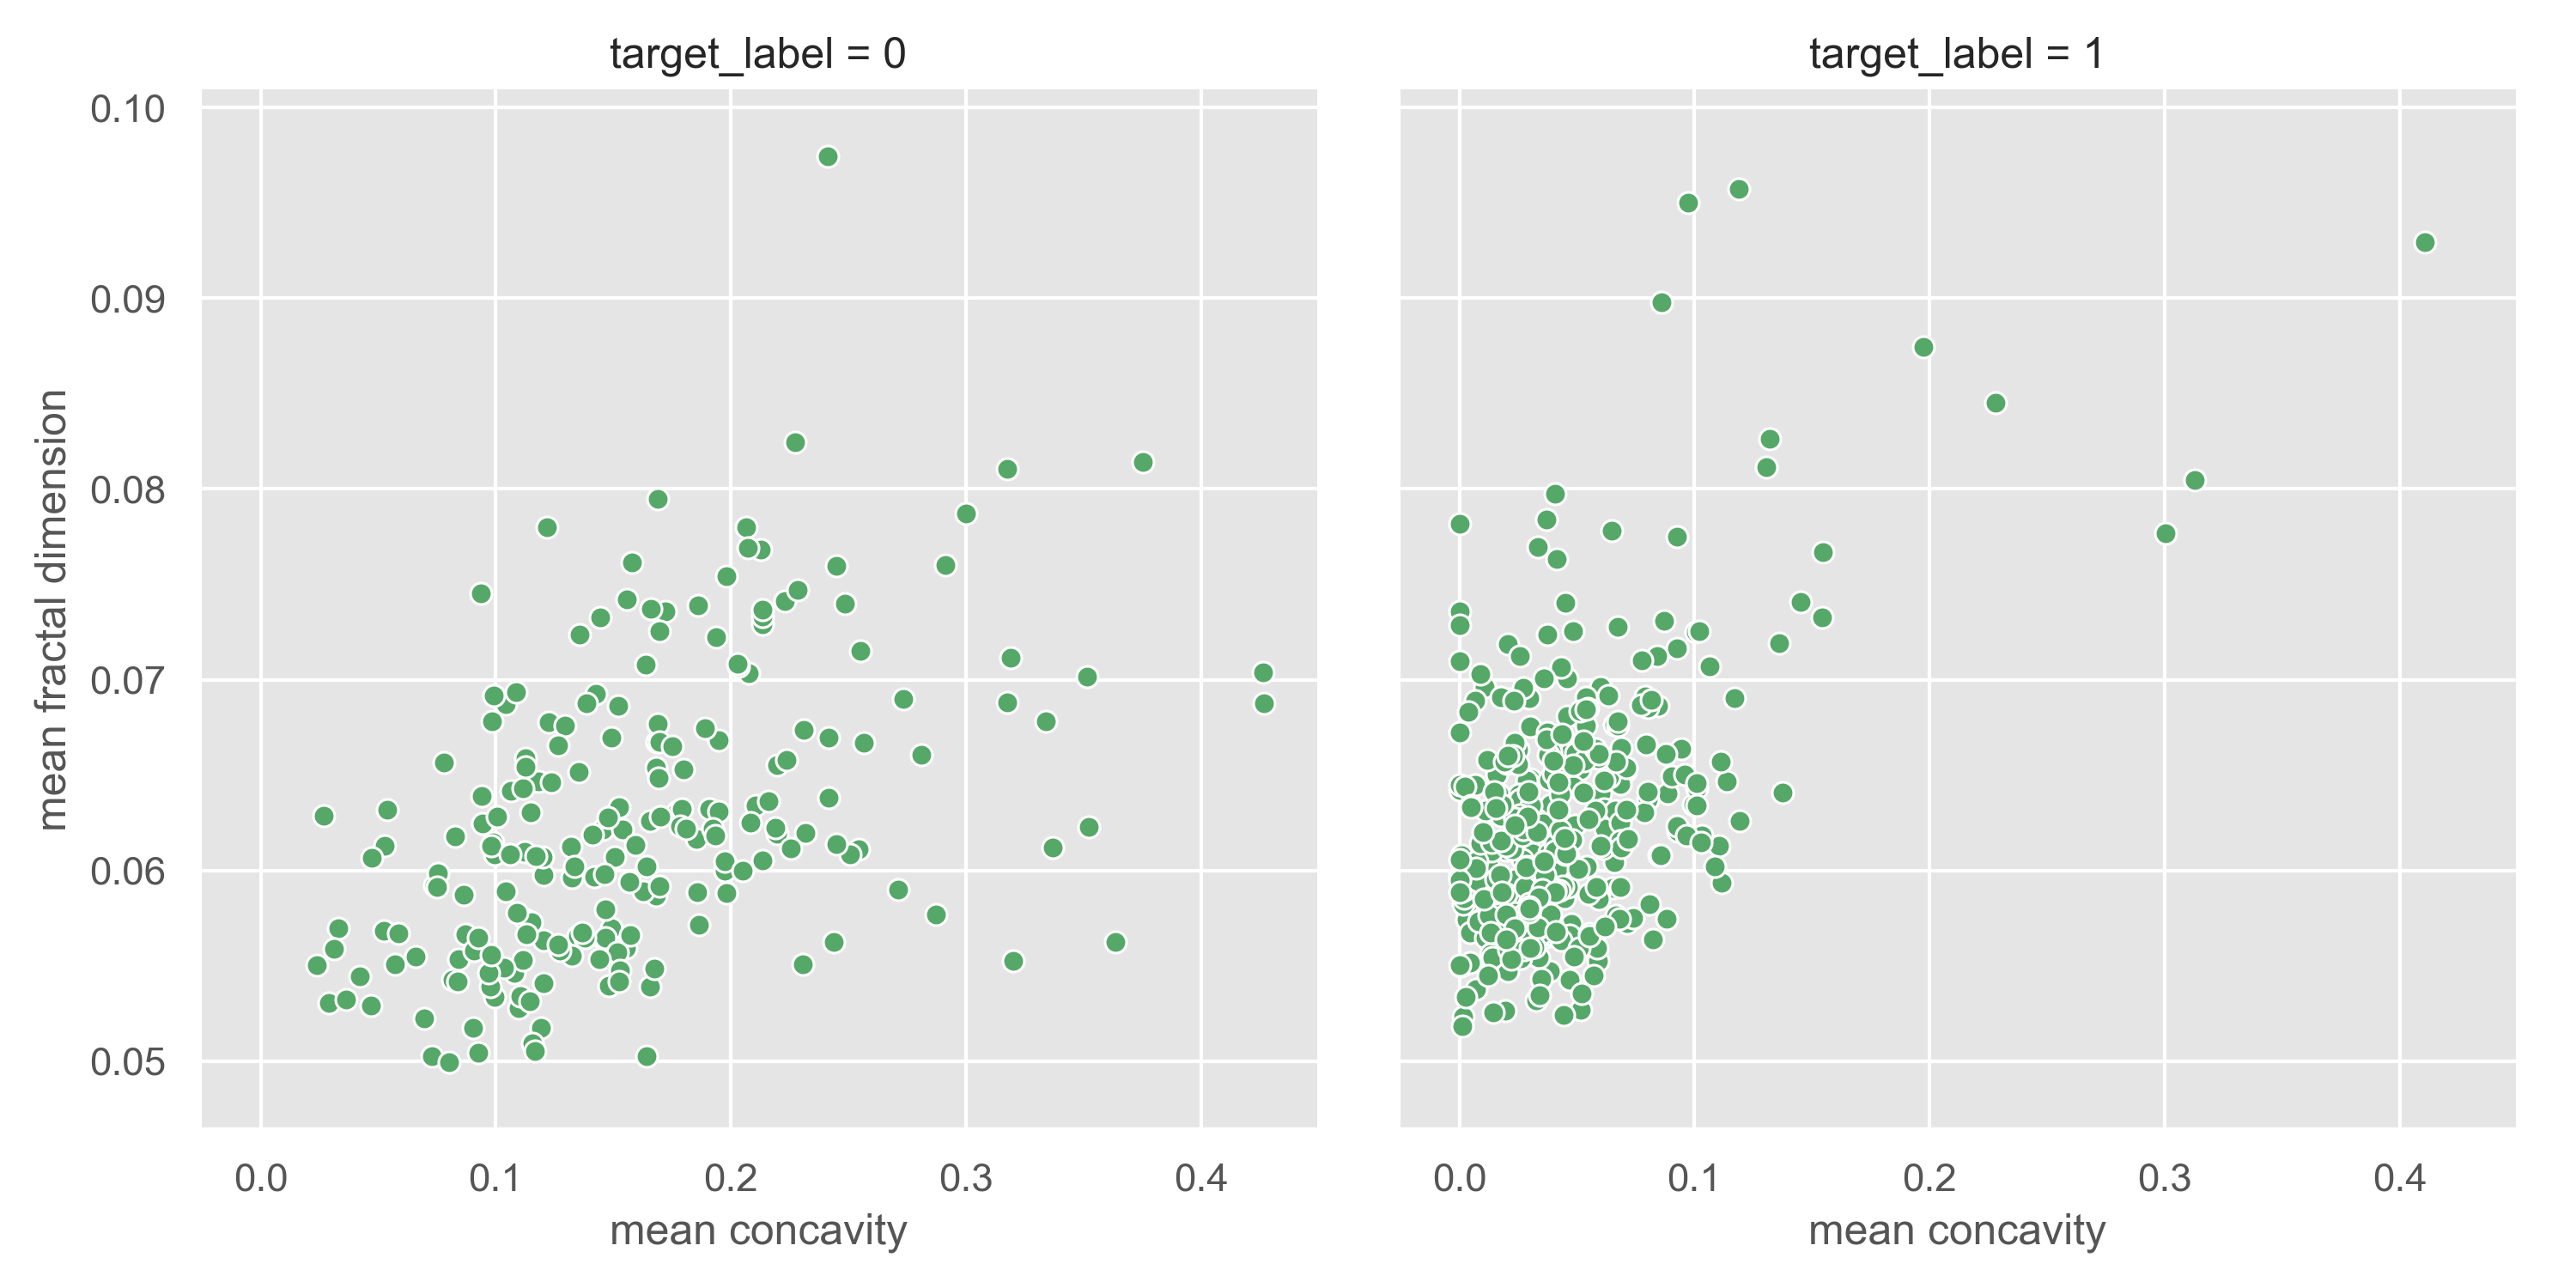 target_label = 0
target_label = 1
mean fractal dimension
0.10
0.09
0.08
0.07
0.06
0.05
0.0 0.1 0.2 0.3 0.4
0.0 0.1 0.2 0.3 0.4
mean concavity
mean concavity